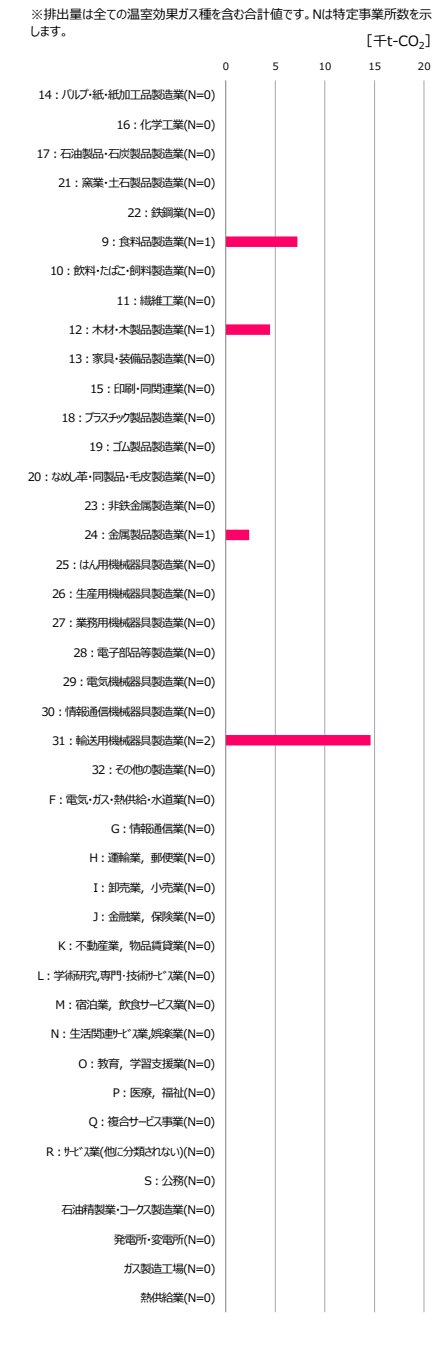 ※排出量は全ての温室効果ガス種を含む合計値です。Nは特定事業所数を示
します。
[千t-CO₂]
0 5 10 15 20
14：パルプ・紙・紙加工品製造業(N=0)
16：化学工業(N=0)
17：石油製品・石炭製品製造業(N=0)
21：窯業・土石製品製造業(N=0)
22：鉄鋼業(N=0)
9：食料品製造業(N=1)
10：飲料・たばこ・飼料製造業(N=0)
11：繊維工業(N=0)
12：木材・木製品製造業(N=1)
13：家具・装備品製造業(N=0)
15：印刷・同関連業(N=0)
18：プラスチック製品製造業(N=0)
19：ゴム製品製造業(N=0)
20：なめし革・同製品・毛皮製造業(N=0)
23：非鉄金属製造業(N=0)
24：金属製品製造業(N=1)
25：はん用機械器具製造業(N=0)
26：生産用機械器具製造業(N=0)
27：業務用機械器具製造業(N=0)
28：電子部品等製造業(N=0)
29：電気機械器具製造業(N=0)
30：情報通信機械器具製造業(N=0)
31：輸送用機械器具製造業(N=2)
32：その他の製造業(N=0)
F：電気・ガス・熱供給・水道業(N=0)
G：情報通信業(N=0)
H：運輸業，郵便業(N=0)
I：卸売業，小売業(N=0)
J：金融業，保険業(N=0)
K：不動産業，物品賃貸業(N=0)
L：学術研究,専門・技術ｻｰﾋﾞｽ業(N=0)
M：宿泊業，飲食サービス業(N=0)
N：生活関連ｻｰﾋﾞｽ業,娯楽業(N=0)
O：教育，学習支援業(N=0)
P：医療，福祉(N=0)
Q：複合サービス事業(N=0)
R：ｻｰﾋﾞｽ業(他に分類されない)(N=0)
S：公務(N=0)
石油精製業・コークス製造業(N=0)
発電所・変電所(N=0)
ガス製造工場(N=0)
熱供給業(N=0)